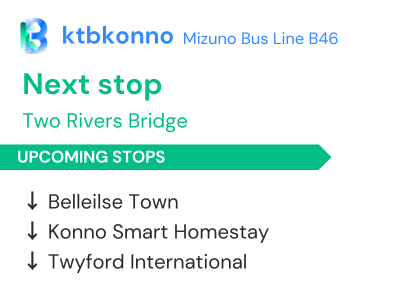 ktbkonno Mizuno Bus Line B46
Next stop
Two Rivers Bridge
UPCOMING STOPS
↓ Belleilse Town
↓ Konno Smart Homestay
↓ Twyford International